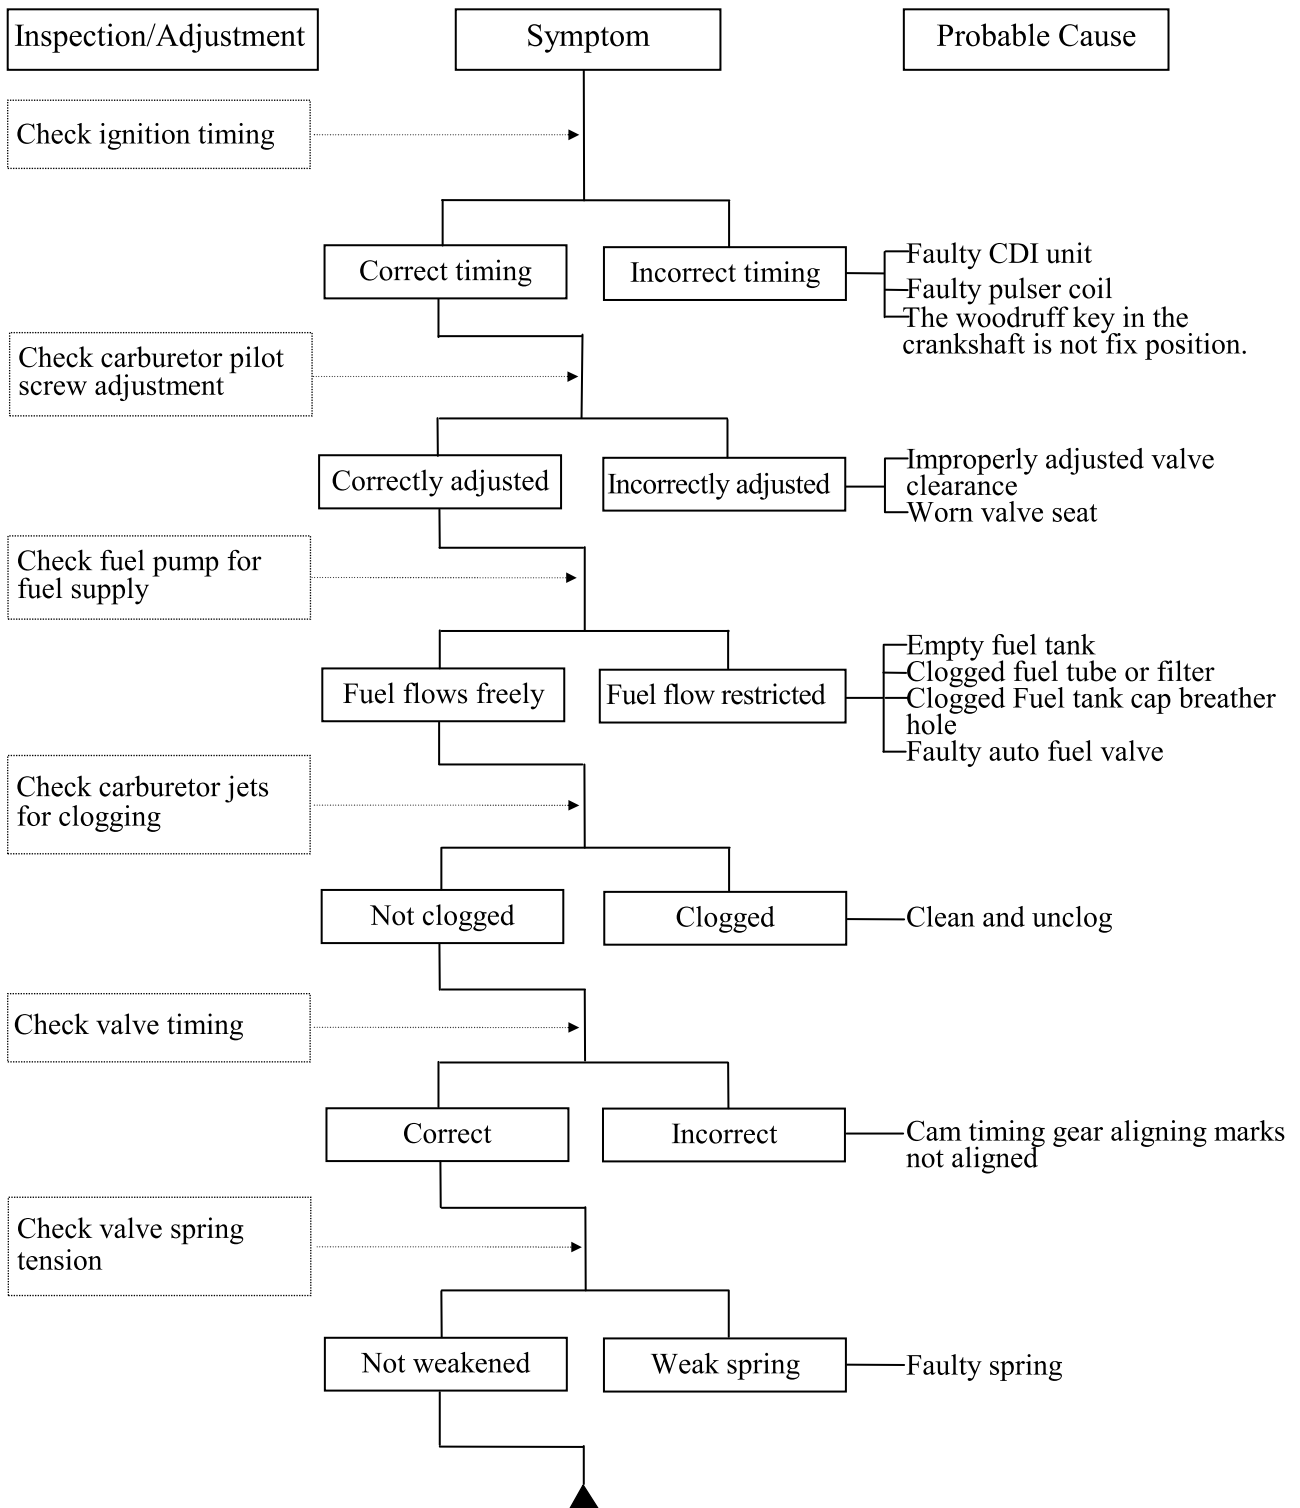 Inspection/Adjustment
Symptom
Probable Cause
Check ignition timing
Correct timing
Incorrect timing
Faulty CDI unit
Faulty pulser coil
The woodruff key in the
crankshaft is not fix position.
Check carburetor pilot
screw adjustment
Correctly adjusted
Incorrectly adjusted
Improperly adjusted valve
clearance
Worn valve seat
Check fuel pump for
fuel supply
Fuel flows freely
Fuel flow restricted
Empty fuel tank
Clogged fuel tube or filter
Clogged Fuel tank cap breather
hole
Faulty auto fuel valve
Check carburetor jets
for clogging
Not clogged
Clogged
Clean and unclog
Check valve timing
Correct
Incorrect
Cam timing gear aligning marks
not aligned
Check valve spring
tension
Not weakened
Weak spring
Faulty spring